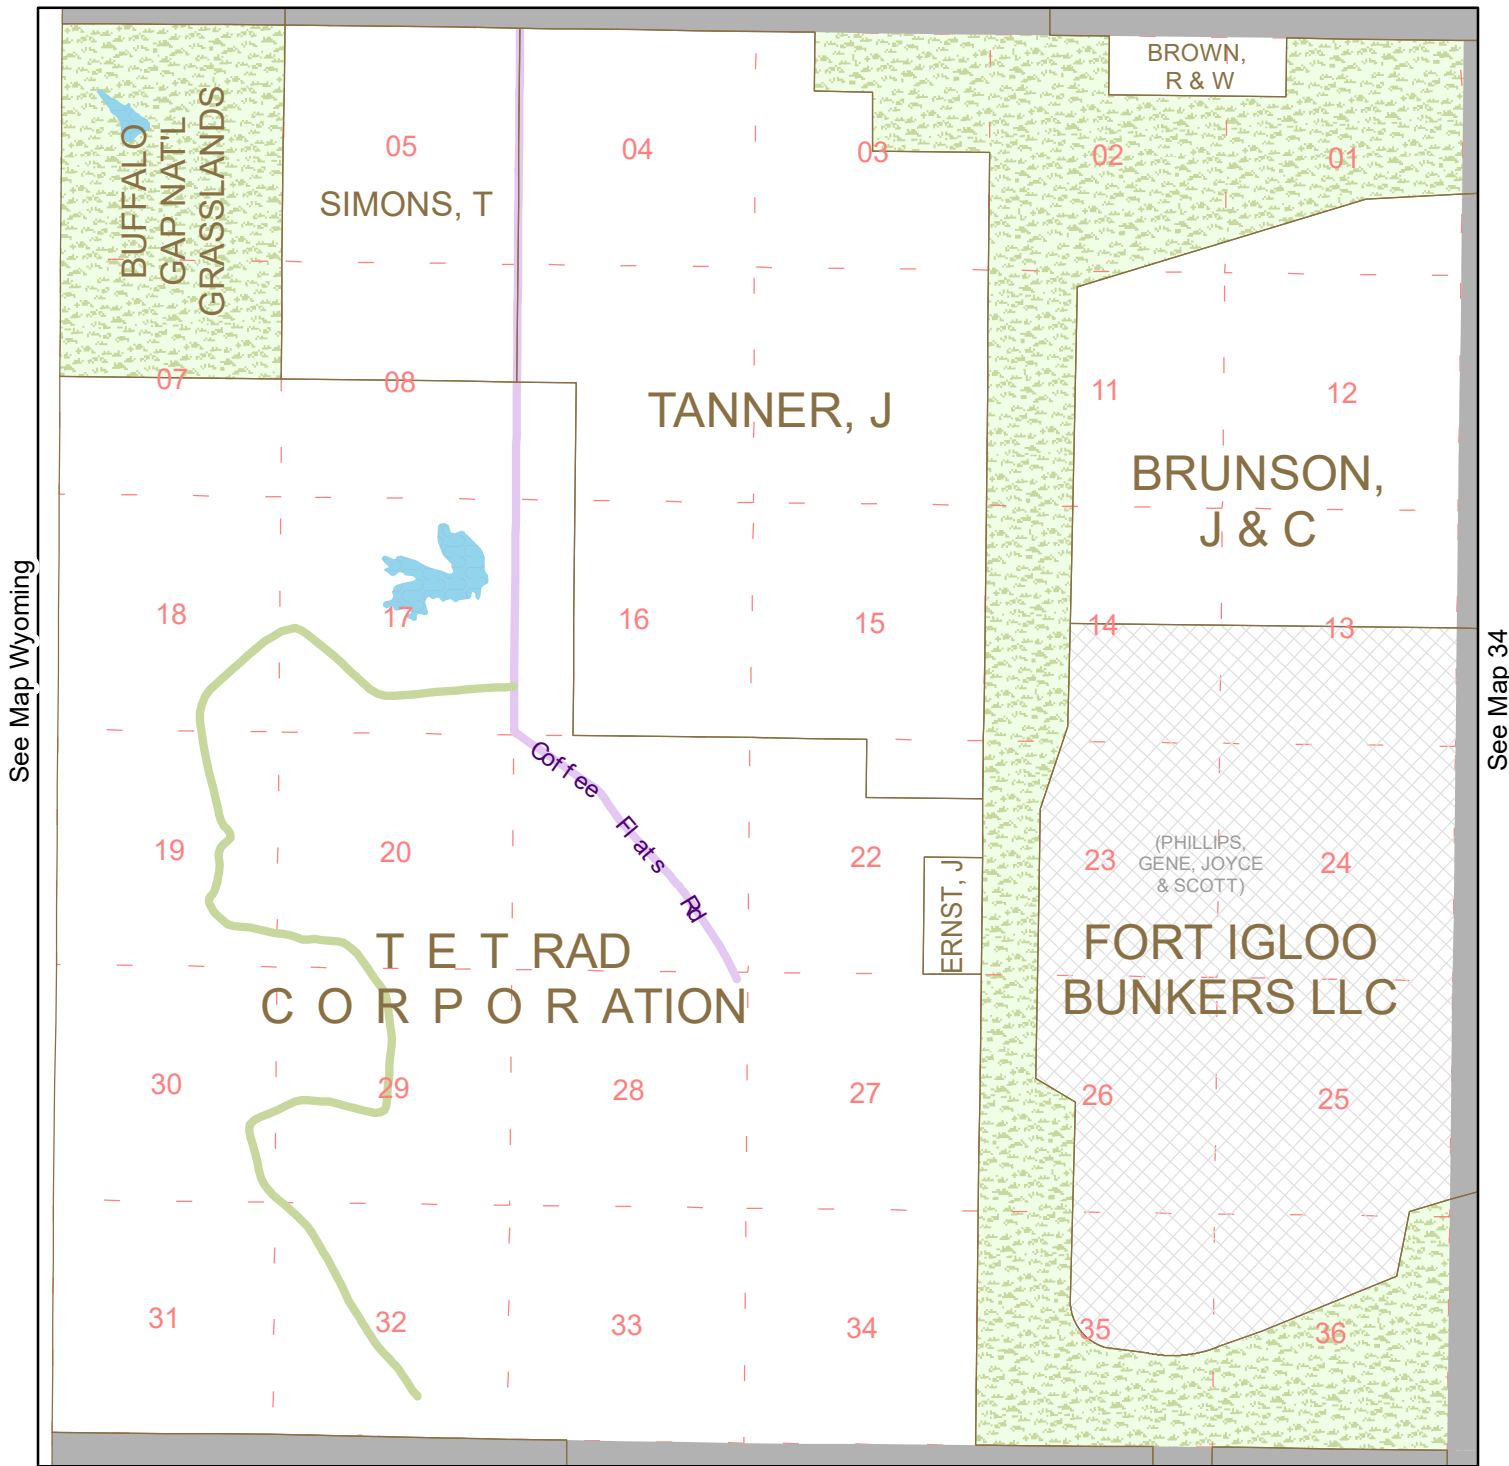 BROWN,
R & W
BUFFALO
GAP NAT'L
GRASSLANDS
05
04
03
02
01
SIMONS, T
07
08
TANNER, J
11
12
BRUNSON,
J & C
See Map Wyoming
18
17
16
15
14
13
See Map 34
Coffee Flats Rd
19
20
22
23
(PHILLIPS,
GENE, JOYCE
& SCOTT)
24
ERNST, J
TETRAD
CORPORATION
FORT IGLOO
BUNKERS LLC
30
29
28
27
26
25
31
32
33
34
35
36